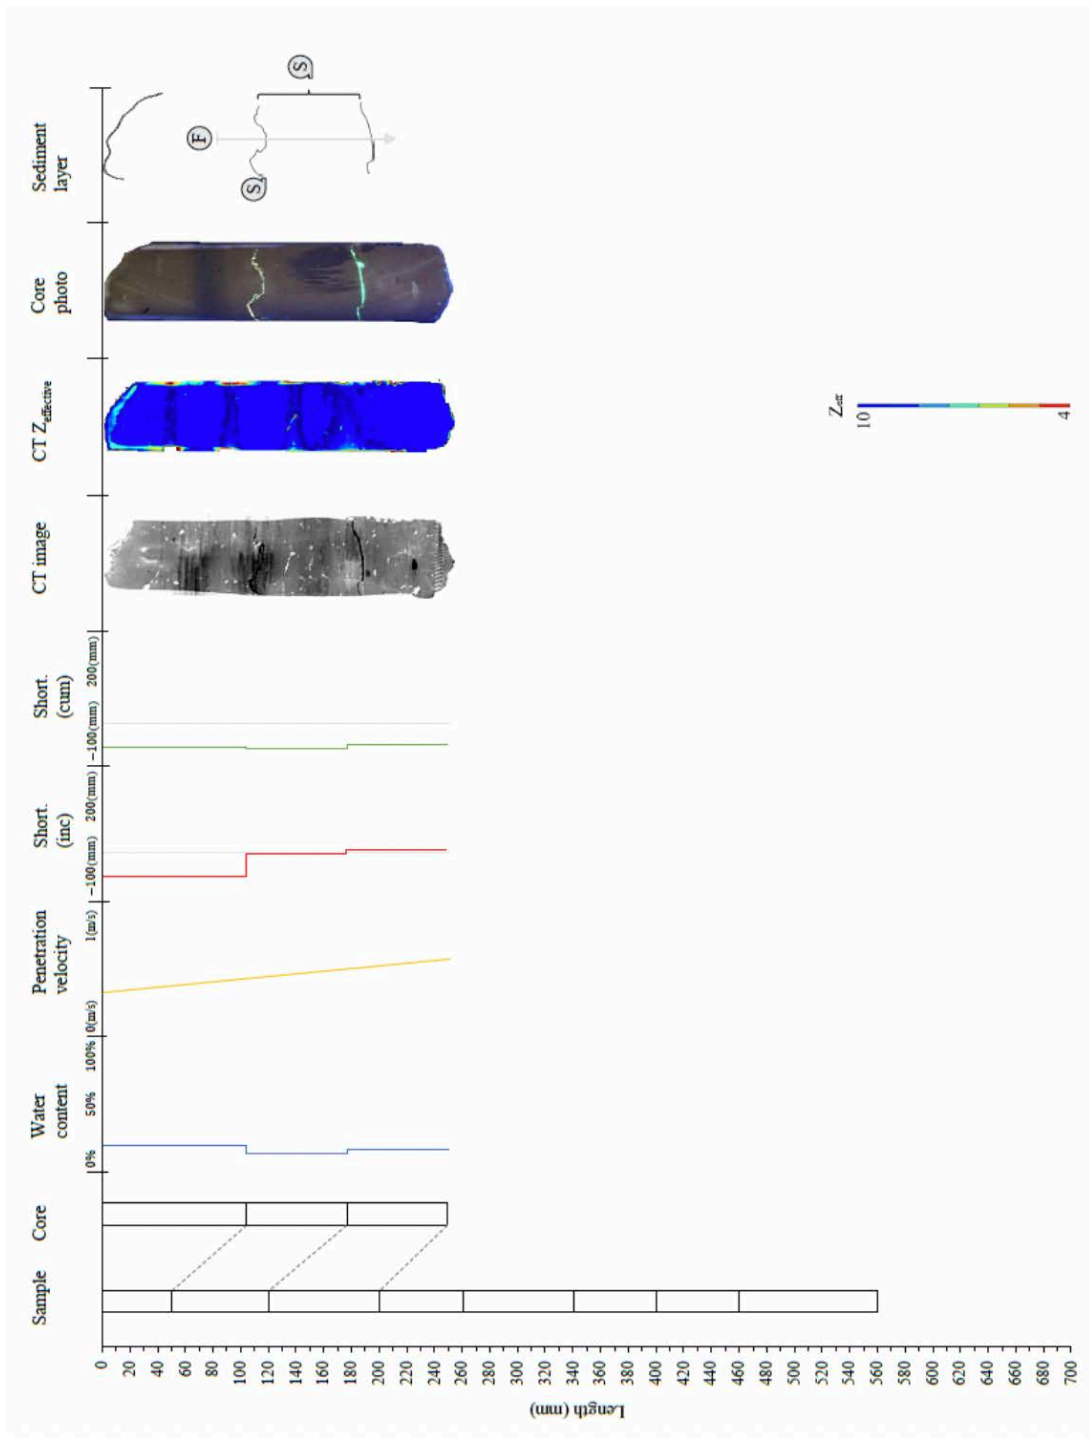 Sample
Core
Water
content
Penetration
velocity
Short.
(inc)
Short.
(cum)
CT image
CT Zeffective
Core
photo
Sediment
layer
0%
50%
100%
0(m/s)
1(m/s)
−100(mm)
200(mm)
−100(mm)
200(mm)
S
F
S
Length (mm)
0
20
40
60
80
100
120
140
160
180
200
220
240
260
280
300
320
340
360
380
400
420
440
460
480
500
520
540
560
580
600
620
640
660
680
700
Zeff
10
4